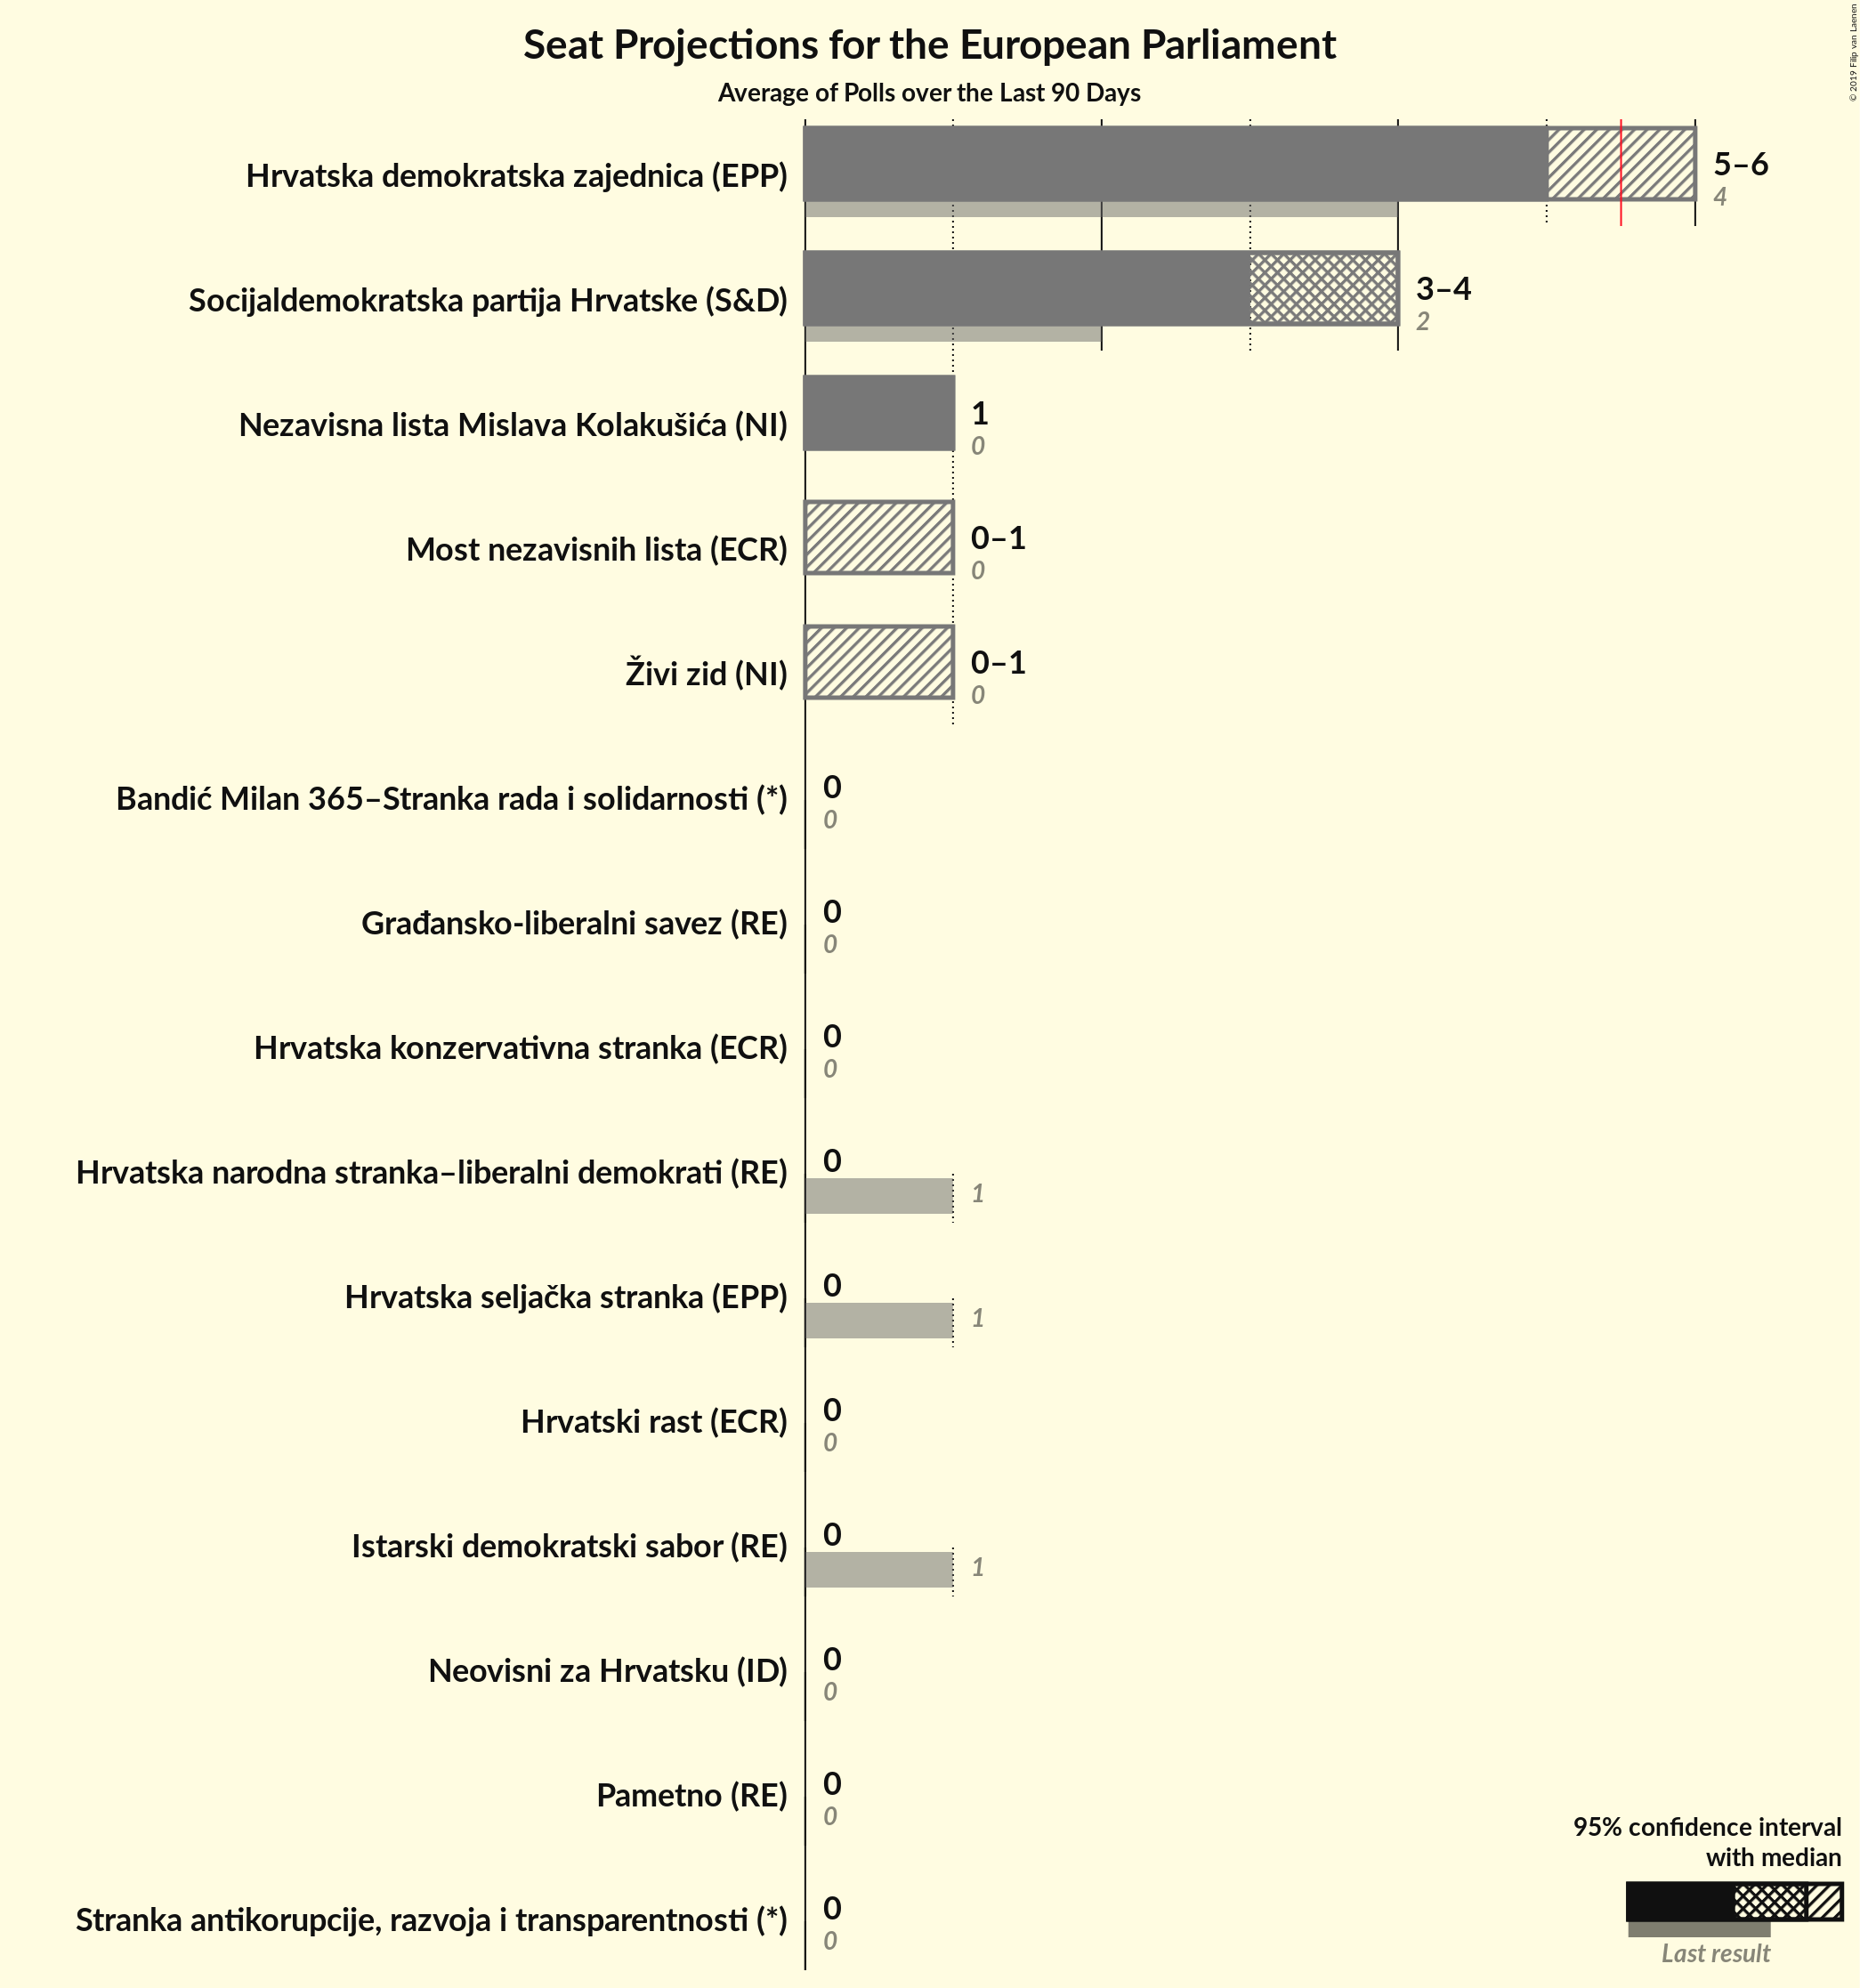 Seat Projections for the European Parliament
Average of Polls over the Last 90 Days
© 2019 Filip van Laenen
Hrvatska demokratska zajednica (EPP)
5–6
4
Socijaldemokratska partija Hrvatske (S&D)
3–4
2
Nezavisna lista Mislava Kolakušića (NI)
1
0
Most nezavisnih lista (ECR)
0–1
0
Živi zid (NI)
0–1
0
Bandić Milan 365–Stranka rada i solidarnosti (*)
0
0
Građansko-liberalni savez (RE)
0
0
Hrvatska konzervativna stranka (ECR)
0
0
Hrvatska narodna stranka–liberalni demokrati (RE)
0
1
Hrvatska seljačka stranka (EPP)
0
1
Hrvatski rast (ECR)
0
0
Istarski demokratski sabor (RE)
0
1
Neovisni za Hrvatsku (ID)
0
0
Pametno (RE)
0
0
Stranka antikorupcije, razvoja i transparentnosti (*)
0
0
95% confidence interval
with median
Last result